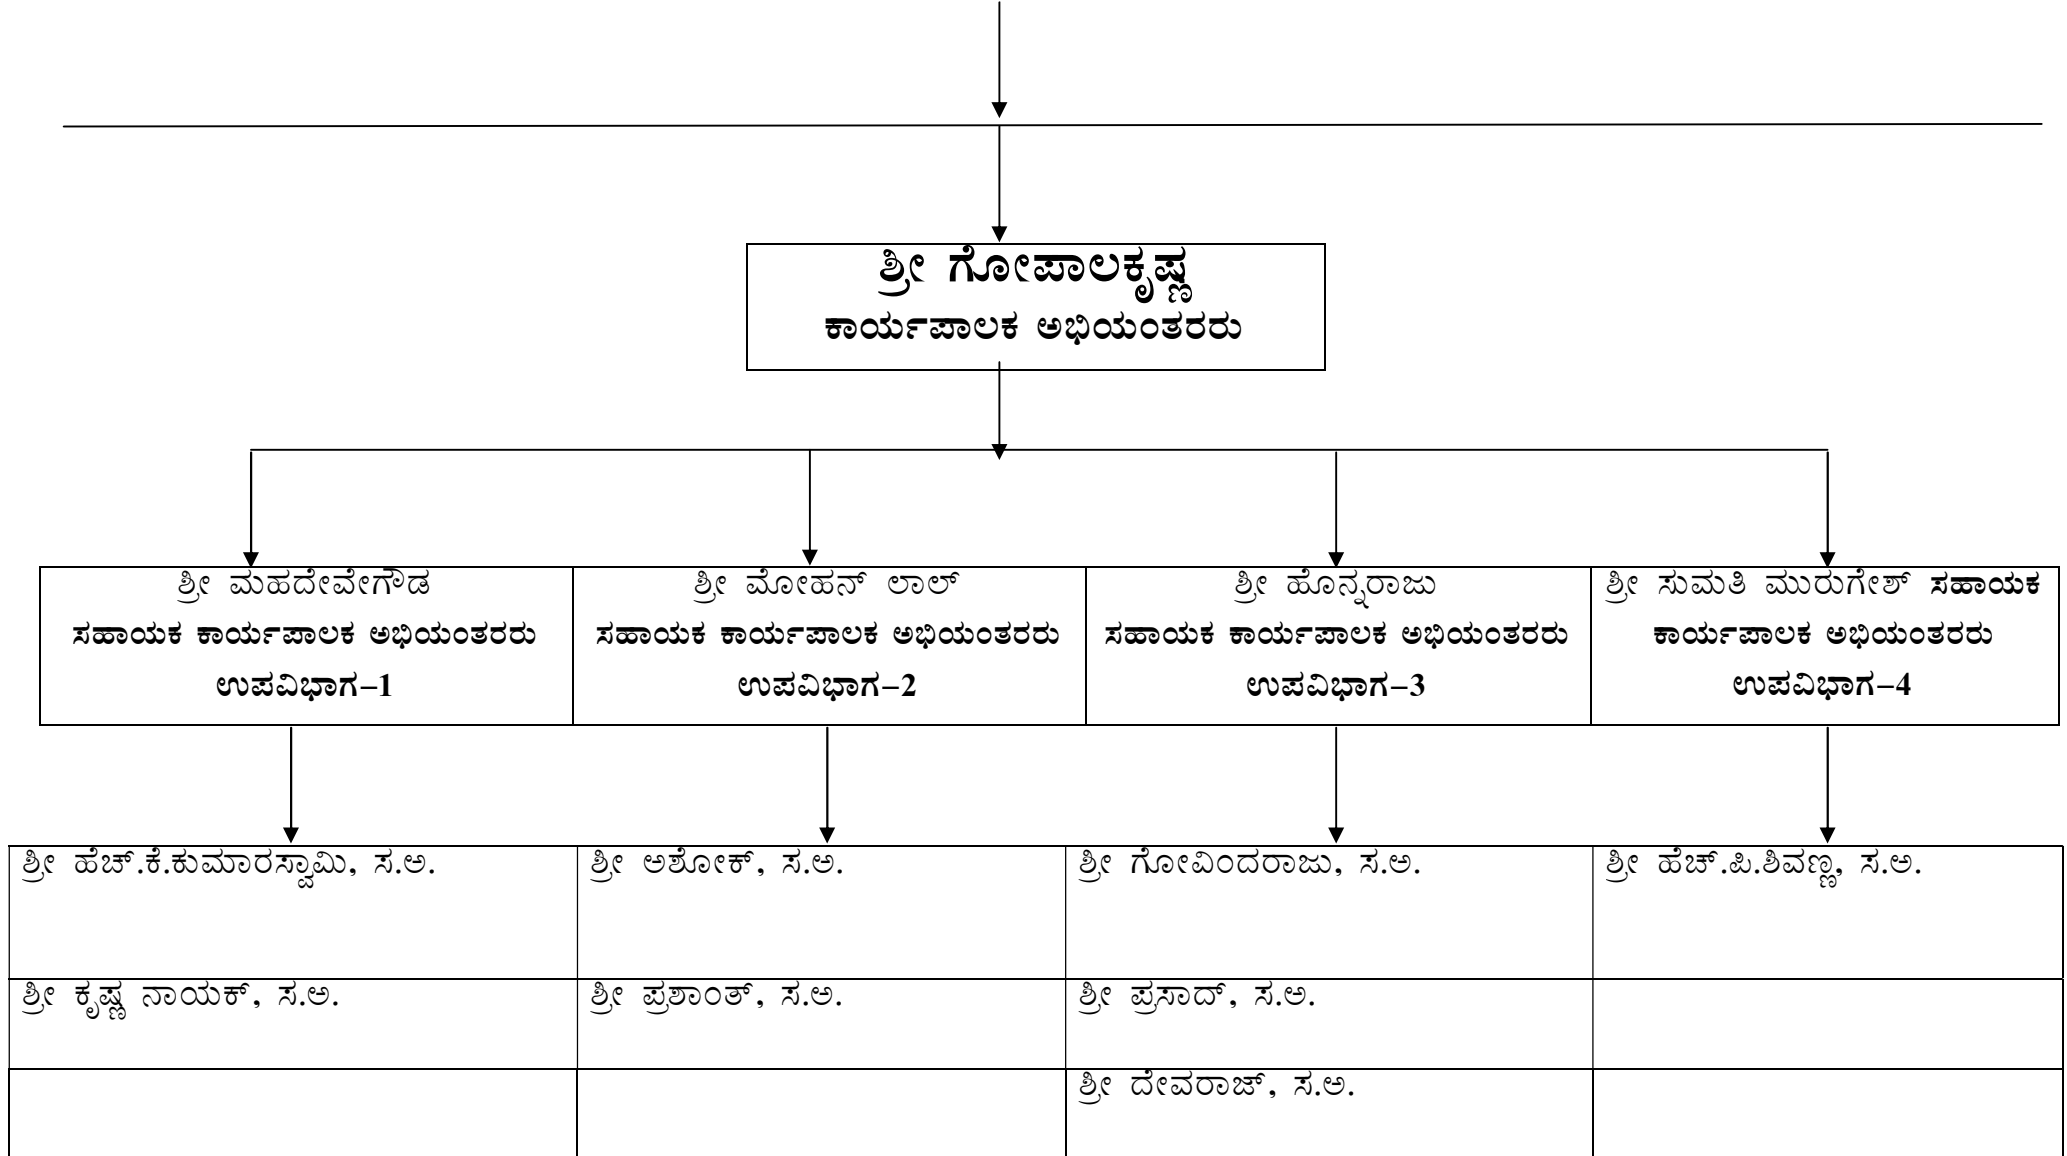 ಶ್ರೀ ಗೋಪಾಲಕೃಷ್ಣ
ಕಾರ್ಯಪಾಲಕ ಅಭಿಯಂತರರು
ಶ್ರೀ ಮಹದೇವೇಗೌಡ
ಸಹಾಯಕ ಕಾರ್ಯಪಾಲಕ ಅಭಿಯಂತರರು
ಉಪವಿಭಾಗ–1
ಶ್ರೀ ಮೋಹನ್ ಲಾಲ್
ಸಹಾಯಕ ಕಾರ್ಯಪಾಲಕ ಅಭಿಯಂತರರು
ಉಪವಿಭಾಗ–2
ಶ್ರೀ ಹೊನ್ನರಾಜು
ಸಹಾಯಕ ಕಾರ್ಯಪಾಲಕ ಅಭಿಯಂತರರು
ಉಪವಿಭಾಗ–3
ಶ್ರೀ ಸುಮತಿ ಮುರುಗೇಶ್ ಸಹಾಯಕ
ಕಾರ್ಯಪಾಲಕ ಅಭಿಯಂತರರು
ಉಪವಿಭಾಗ–4
ಶ್ರೀ ಹೆಚ್.ಕೆ.ಕುಮಾರಸ್ವಾಮಿ, ಸ.ಅ.
ಶ್ರೀ ಅಶೋಕ್, ಸ.ಅ.
ಶ್ರೀ ಗೋವಿಂದರಾಜು, ಸ.ಅ.
ಶ್ರೀ ಹೆಚ್.ಪಿ.ಶಿವಣ್ಣ, ಸ.ಅ.
ಶ್ರೀ ಕೃಷ್ಣ ನಾಯಕ್, ಸ.ಅ.
ಶ್ರೀ ಪ್ರಶಾಂತ್, ಸ.ಅ.
ಶ್ರೀ ಪ್ರಸಾದ್, ಸ.ಅ.
ಶ್ರೀ ದೇವರಾಜ್, ಸ.ಅ.